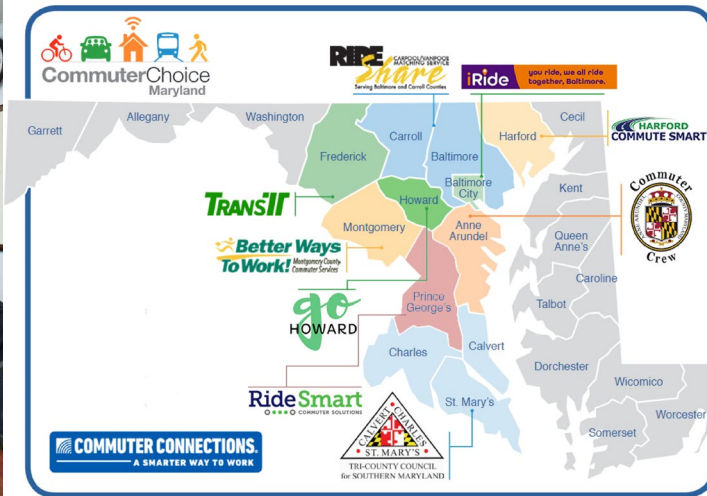 CommuterChoice
Maryland
RIDE
Share
CARPOOL/VANPOOL
MATCHING SERVICE
Serving Baltimore and Carroll Counties
iRide
you ride, we all ride
together, Baltimore.
HARFORD
COMMUTE SMART
Garrett
Allegany
Washington
Frederick
Carroll
Baltimore
Harford
Cecil
Baltimore
City
Kent
Howard
Montgomery
Anne
Arundel
Queen
Anne's
Caroline
Talbot
Prince
George's
Charles
Calvert
St. Mary's
Dorchester
Wicomico
Worcester
Somerset
TRANSIT
Better Ways
To Work!
Montgomery County
Commuter Services
go
HOWARD
Commuter
Crew
RideSmart
COMMUTER SOLUTIONS
CALVERT CHARLES
ST. MARY'S
TRI-COUNTY COUNCIL
for SOUTHERN MARYLAND
COMMUTER CONNECTIONS.
A SMARTER WAY TO WORK